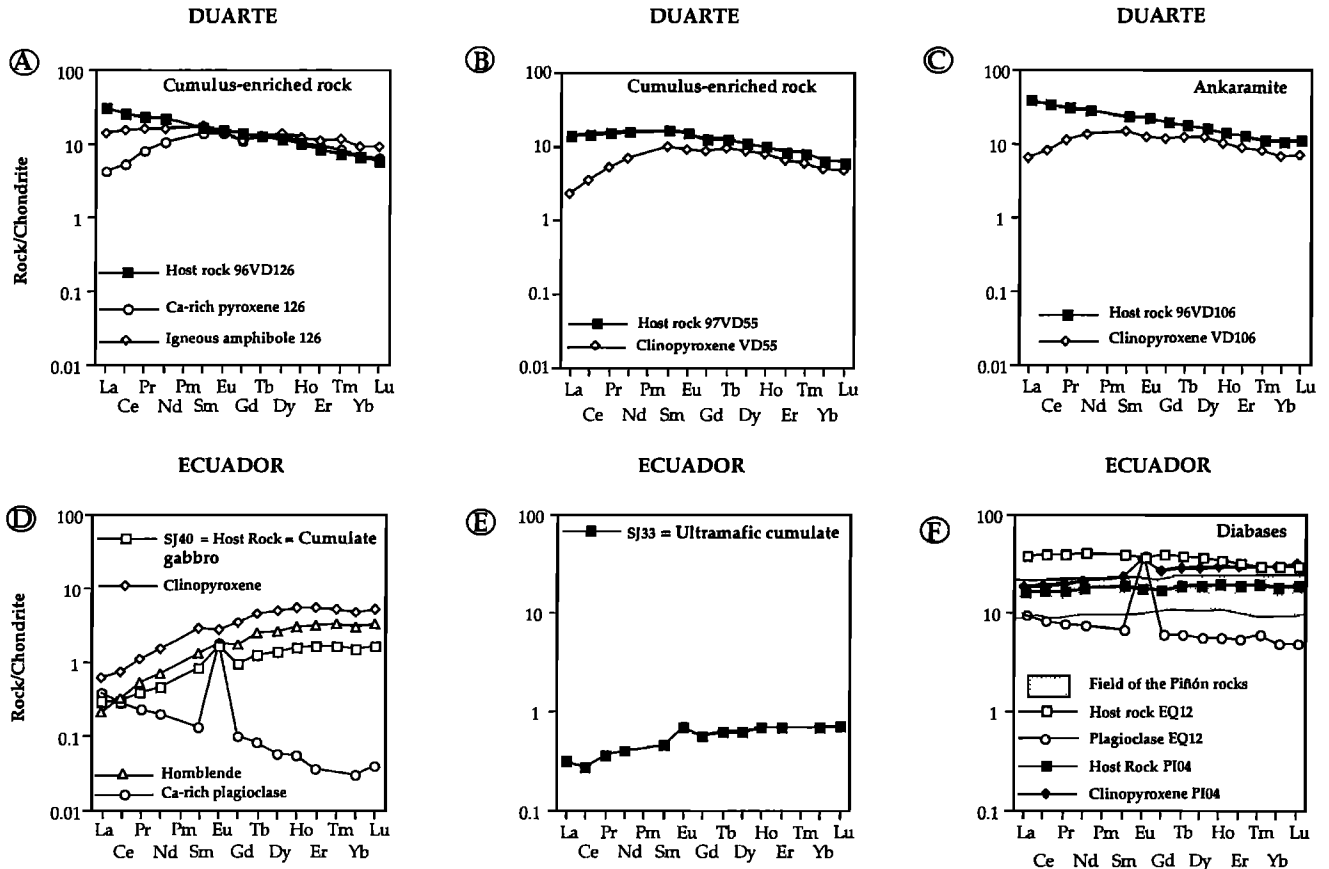 DUARTE
A
Cumulus-enriched rock
Rock/Chondrite
100
10
1
0.1
0.01
Host rock 96VD126
Ca-rich pyroxene 126
Igneous amphibole 126
La Pr Pm Eu Tb Ho Tm Lu
Ce Nd Sm Gd Dy Er Yb
DUARTE
B
Cumulus-enriched rock
100
10
1
0.1
0.01
Host rock 97VD55
Clinopyroxene VD55
La Pr Pm Eu Tb Ho Tm Lu
Ce Nd Sm Gd Dy Er Yb
DUARTE
C
Ankaramite
100
10
1
0.1
0.01
Host rock 96VD106
Clinopyroxene VD106
La Pr Pm Eu Tb Ho Tm Lu
Ce Nd Sm Gd Dy Er Yb
ECUADOR
D
Rock/Chondrite
100
10
1
0.1
0.01
SJ40 = Host Rock = Cumulate
gabbro
Clinopyroxene
Hornblende
Ca-rich plagioclase
La Pr Pm Eu Tb Ho Tm Lu
Ce Nd Sm Gd Dy Er Yb
ECUADOR
E
100
10
1
0.1
SJ33 = Ultramafic cumulate
La Pr Pm Eu Tb Ho Tm Lu
Ce Nd Sm Gd Dy Er Yb
ECUADOR
F
Diabases
100
10
1
0.1
Field of the Piñón rocks
Host rock EQ12
Plagioclase EQ12
Host Rock PI04
Clinopyroxene PI04
La Pr Pm Eu Tb Ho Tm Lu
Ce Nd Sm Gd Dy Er Yb